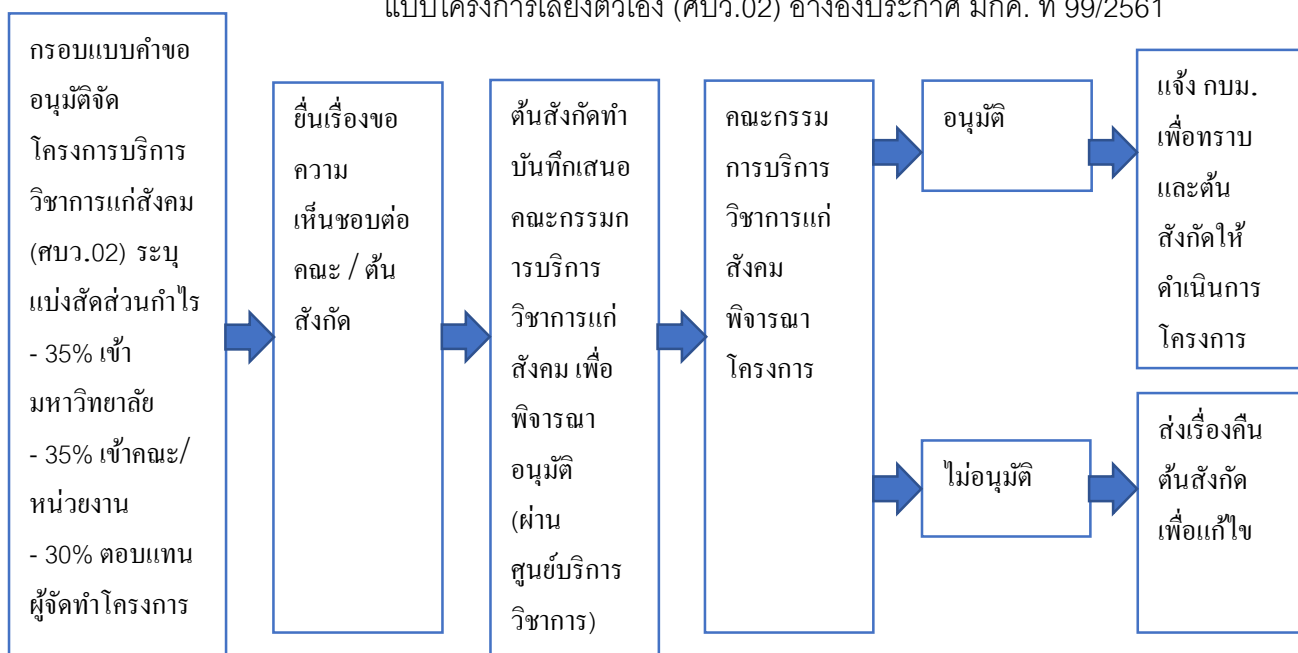 แบบโครงการเลี้ยงตัวเอง (ศบว.02) อ้างอิงประกาศ มกค. ที่ 99/2561
กรอบแบบคำขอ
อนุมัติจัด
โครงการบริการ
วิชาการแก่สังคม
(ศบว.02) ระบุ
แบ่งสัดส่วนกำไร
- 35% เข้า
มหาวิทยาลัย
- 35% เข้าคณะ/
หน่วยงาน
- 30% ตอบแทน
ผู้จัดทำโครงการ
ยื่นเรื่องขอ
ความ
เห็นชอบต่อ
คณะ / ต้น
สังกัด
ต้นสังกัดทำ
บันทึกเสนอ
คณะกรรมก
ารบริการ
วิชาการแก่
สังคม เพื่อ
พิจารณา
อนุมัติ
(ผ่าน
ศูนย์บริการ
วิชาการ)
คณะกรรม
การบริการ
วิชาการแก่
สังคม
พิจารณา
โครงการ
อนุมัติ
แจ้ง กบม.
เพื่อทราบ
และต้น
สังกัดให้
ดำเนินการ
โครงการ
ไม่อนุมัติ
ส่งเรื่องคืน
ต้นสังกัด
เพื่อแก้ไข